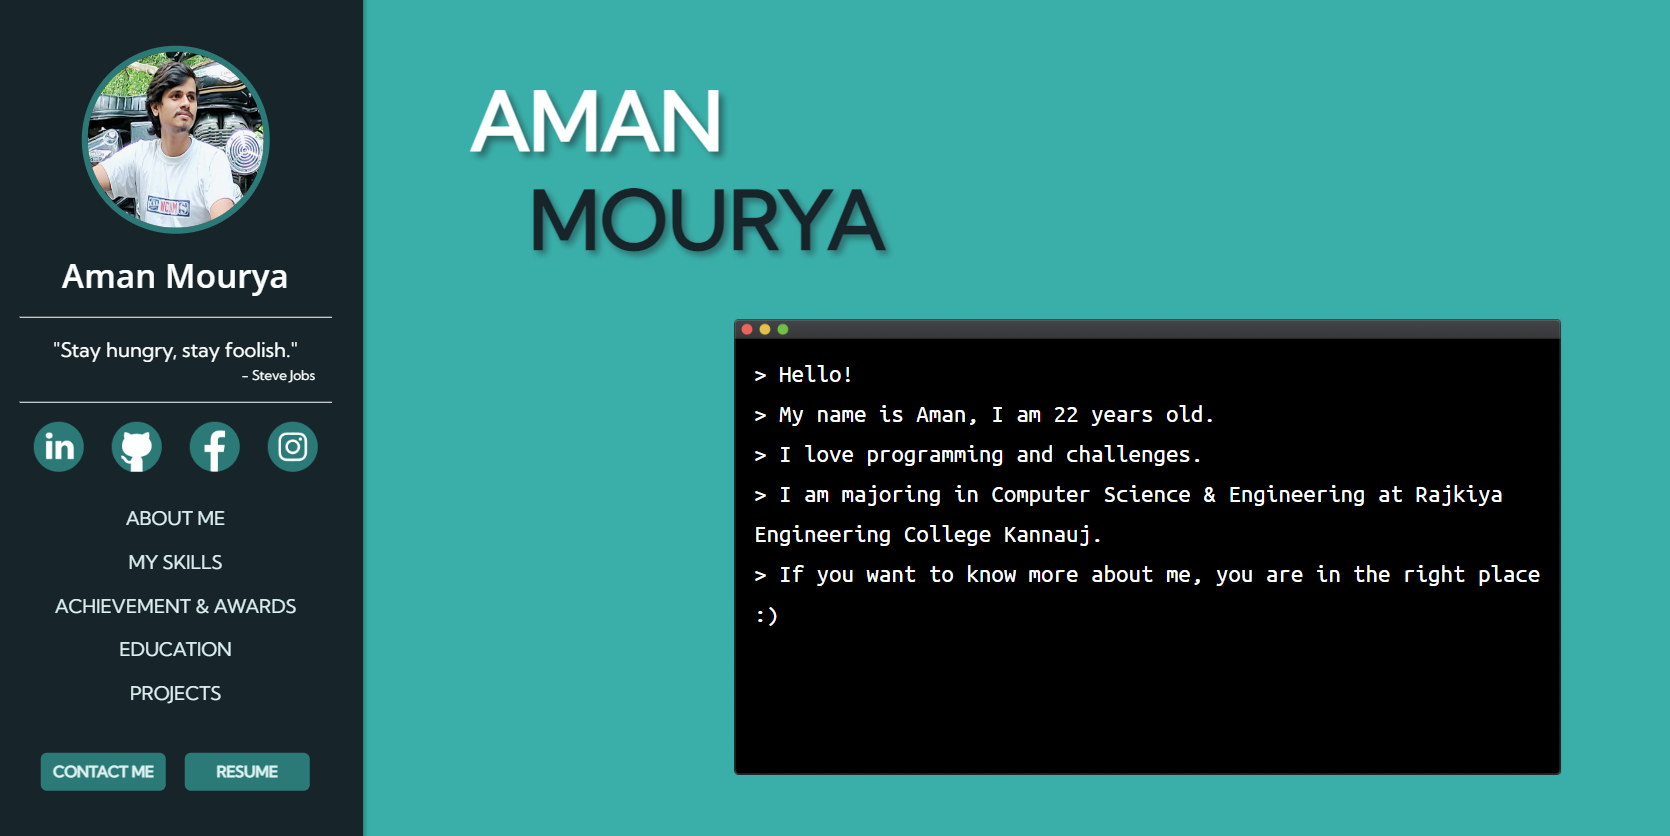 Aman Mourya
"Stay hungry, stay foolish."
- Steve Jobs
in
ABOUT ME
MY SKILLS
ACHIEVEMENT & AWARDS
EDUCATION
PROJECTS
CONTACT ME
RESUME
AMAN
MOURYA
> Hello!
> My name is Aman, I am 22 years old.
> I love programming and challenges.
> I am majoring in Computer Science & Engineering at Rajkiya
Engineering College Kannauj.
> If you want to know more about me, you are in the right place
:)